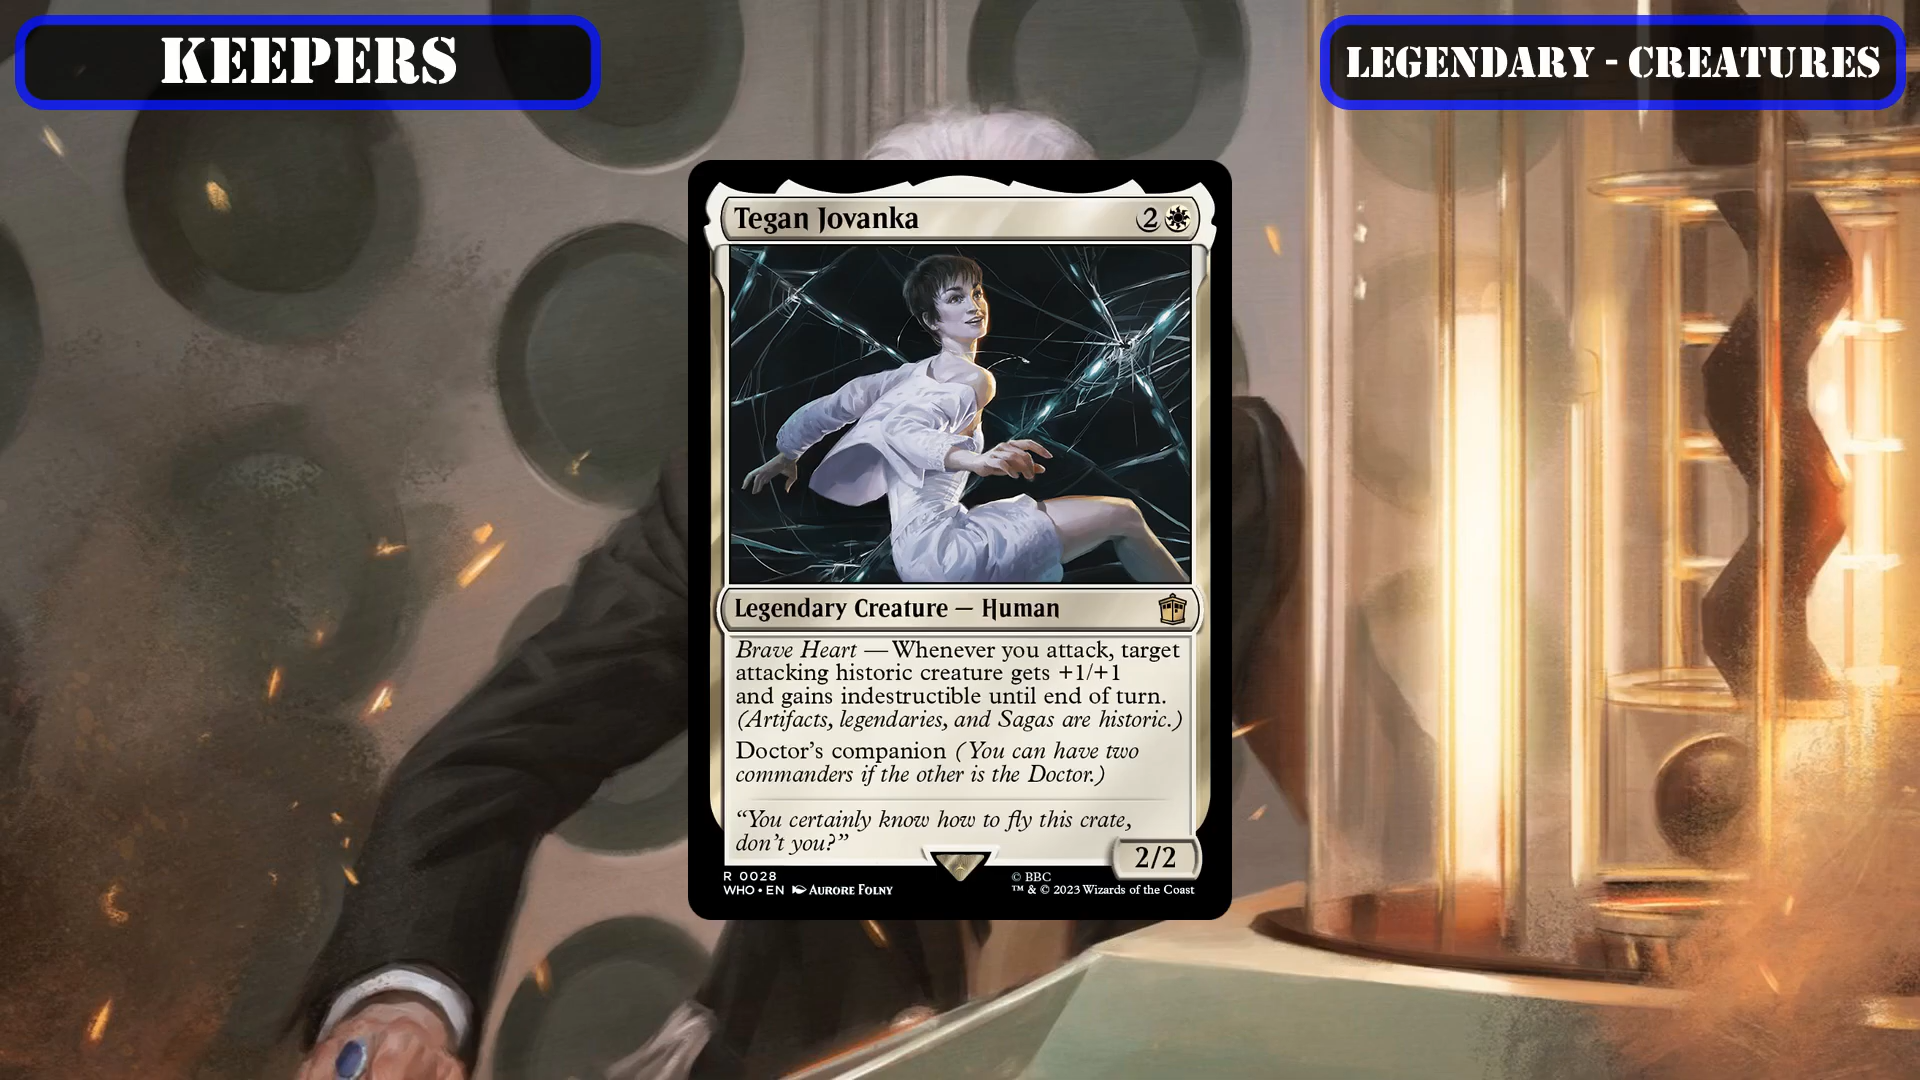 KEEPERS
LEGENDARY - CREATURES
Tegan Jovanka 2
Legendary Creature — Human
Brave Heart — Whenever you attack, target
attacking historic creature gets +1/+1
and gains indestructible until end of turn.
(Artifacts, legendaries, and Sagas are historic.)
Doctor's companion (You can have two
commanders if the other is the Doctor.)
“You certainly know how to fly this crate,
don't you?”
2/2
R 0028
WHO • EN AURORE FOLNY
© BBC
™ & © 2023 Wizards of the Coast